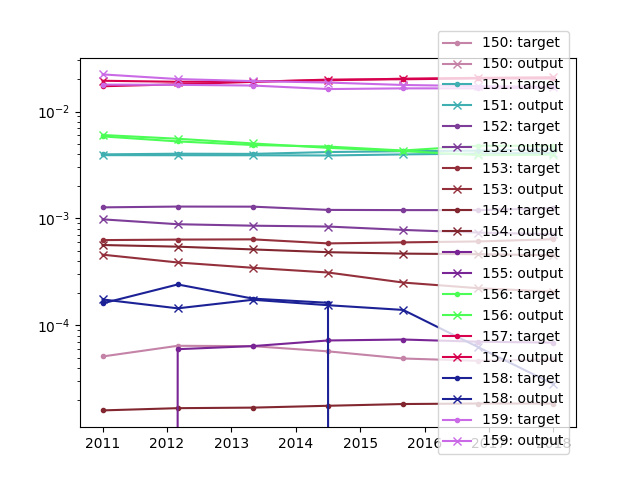 10⁻²
10⁻³
10⁻⁴
2011 2012 2013 2014 2015 2016 2017 2018
150: target
150: output
151: target
151: output
152: target
152: output
153: target
153: output
154: target
154: output
155: target
155: output
156: target
156: output
157: target
157: output
158: target
158: output
159: target
159: output